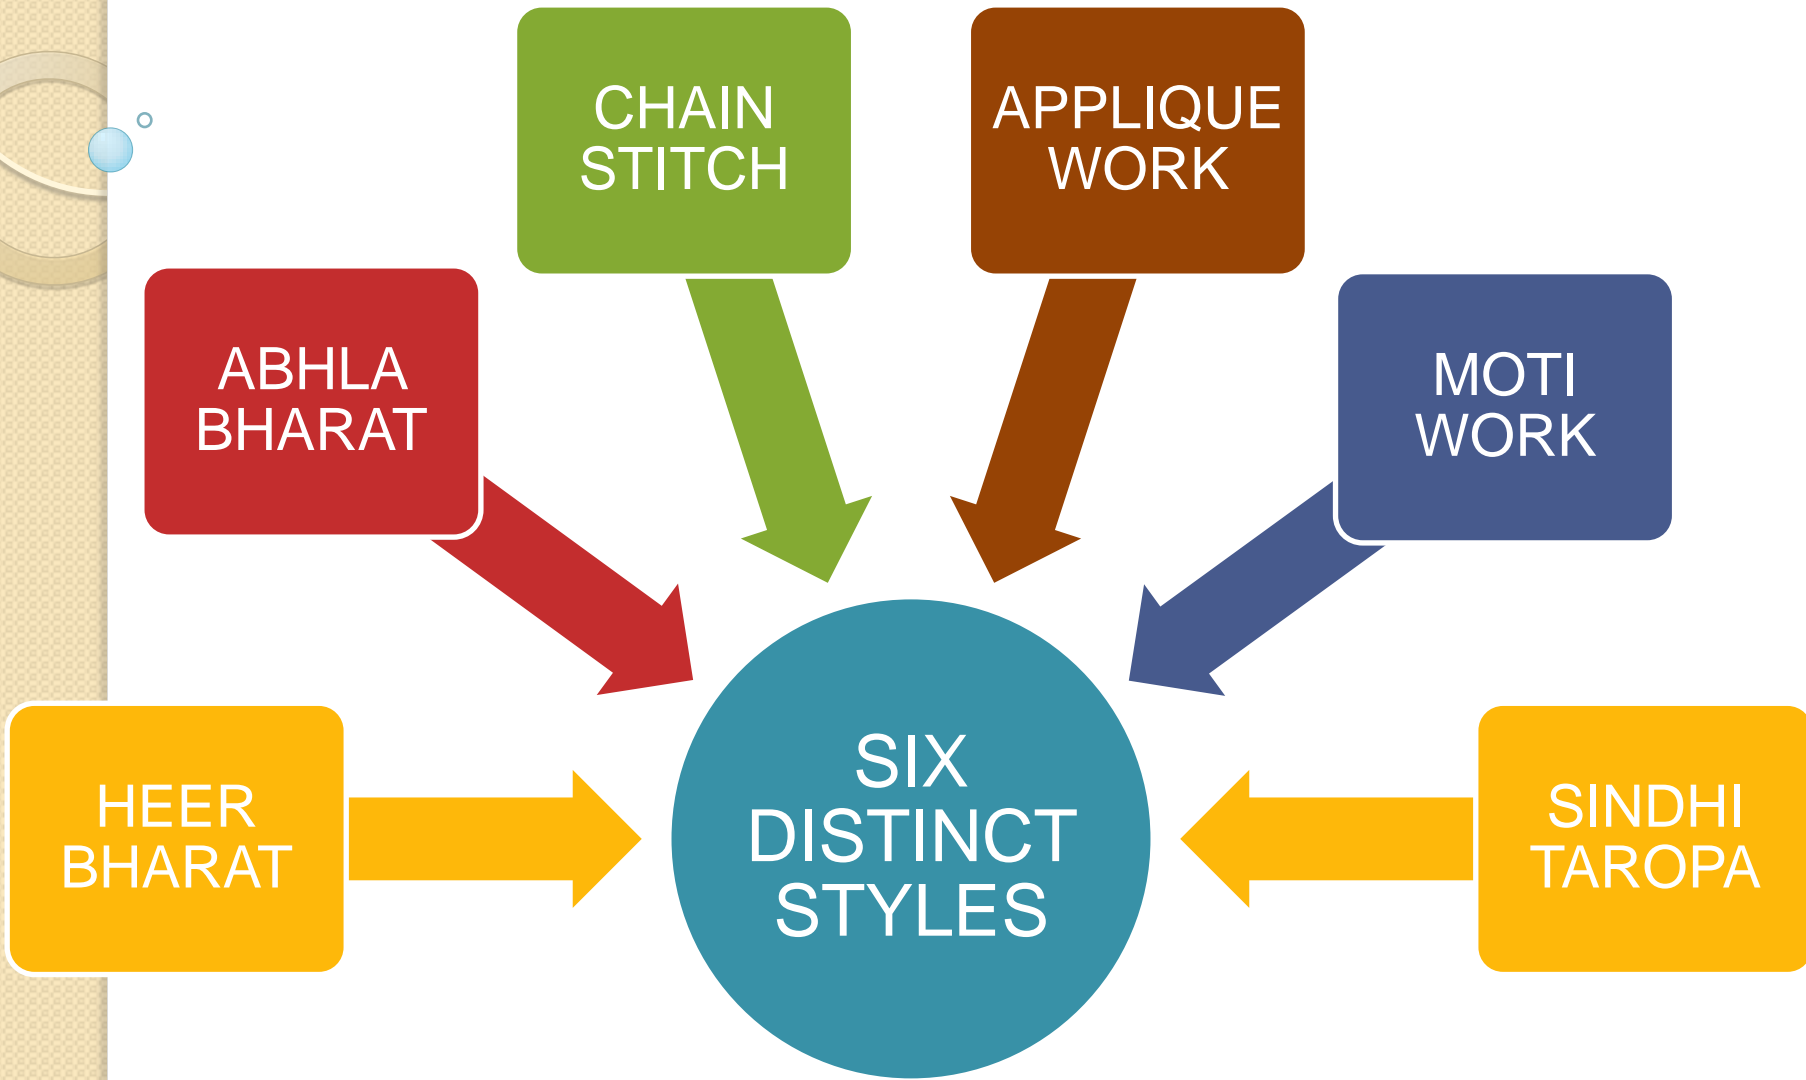 CHAIN
STITCH
APPLIQUE
WORK
ABHLA
BHARAT
MOTI
WORK
HEER
BHARAT
SIX
DISTINCT
STYLES
SINDHI
TAROPA